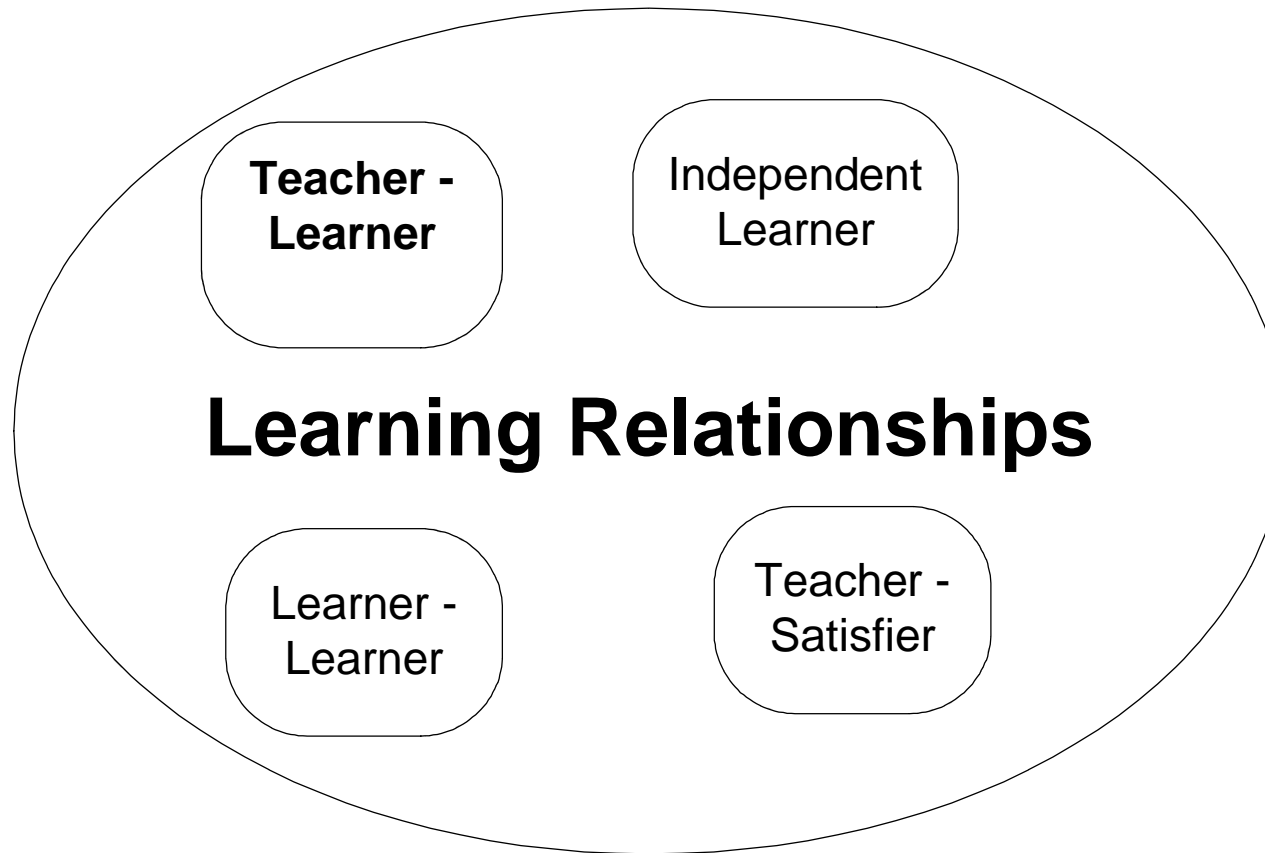 Teacher -
Learner
Independent
Learner
Learning Relationships
Learner -
Learner
Teacher -
Satisfier